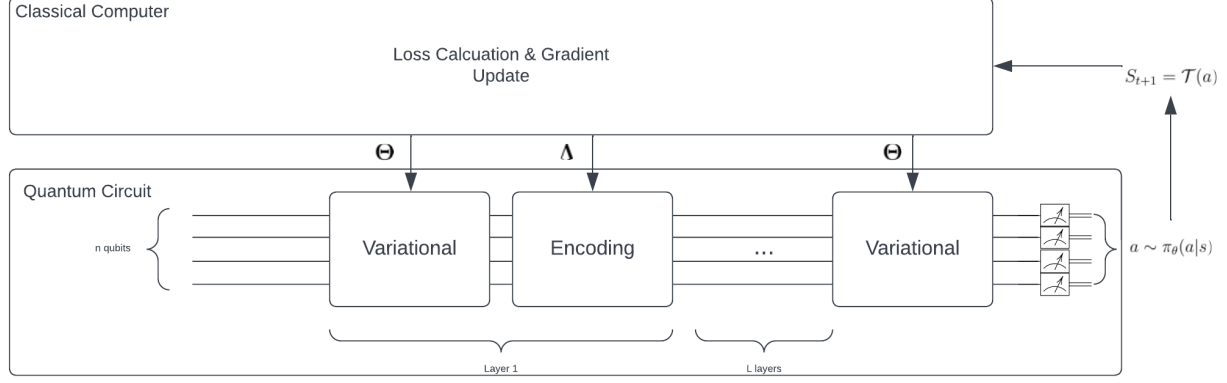 Classical Computer
Loss Calcuation & Gradient
Update
S_{t+1} = 𝒯(a)
Θ
Λ
Θ
Quantum Circuit
n qubits
Variational
Encoding
...
Variational
a ∼ π_θ(a|s)
Layer 1
L layers